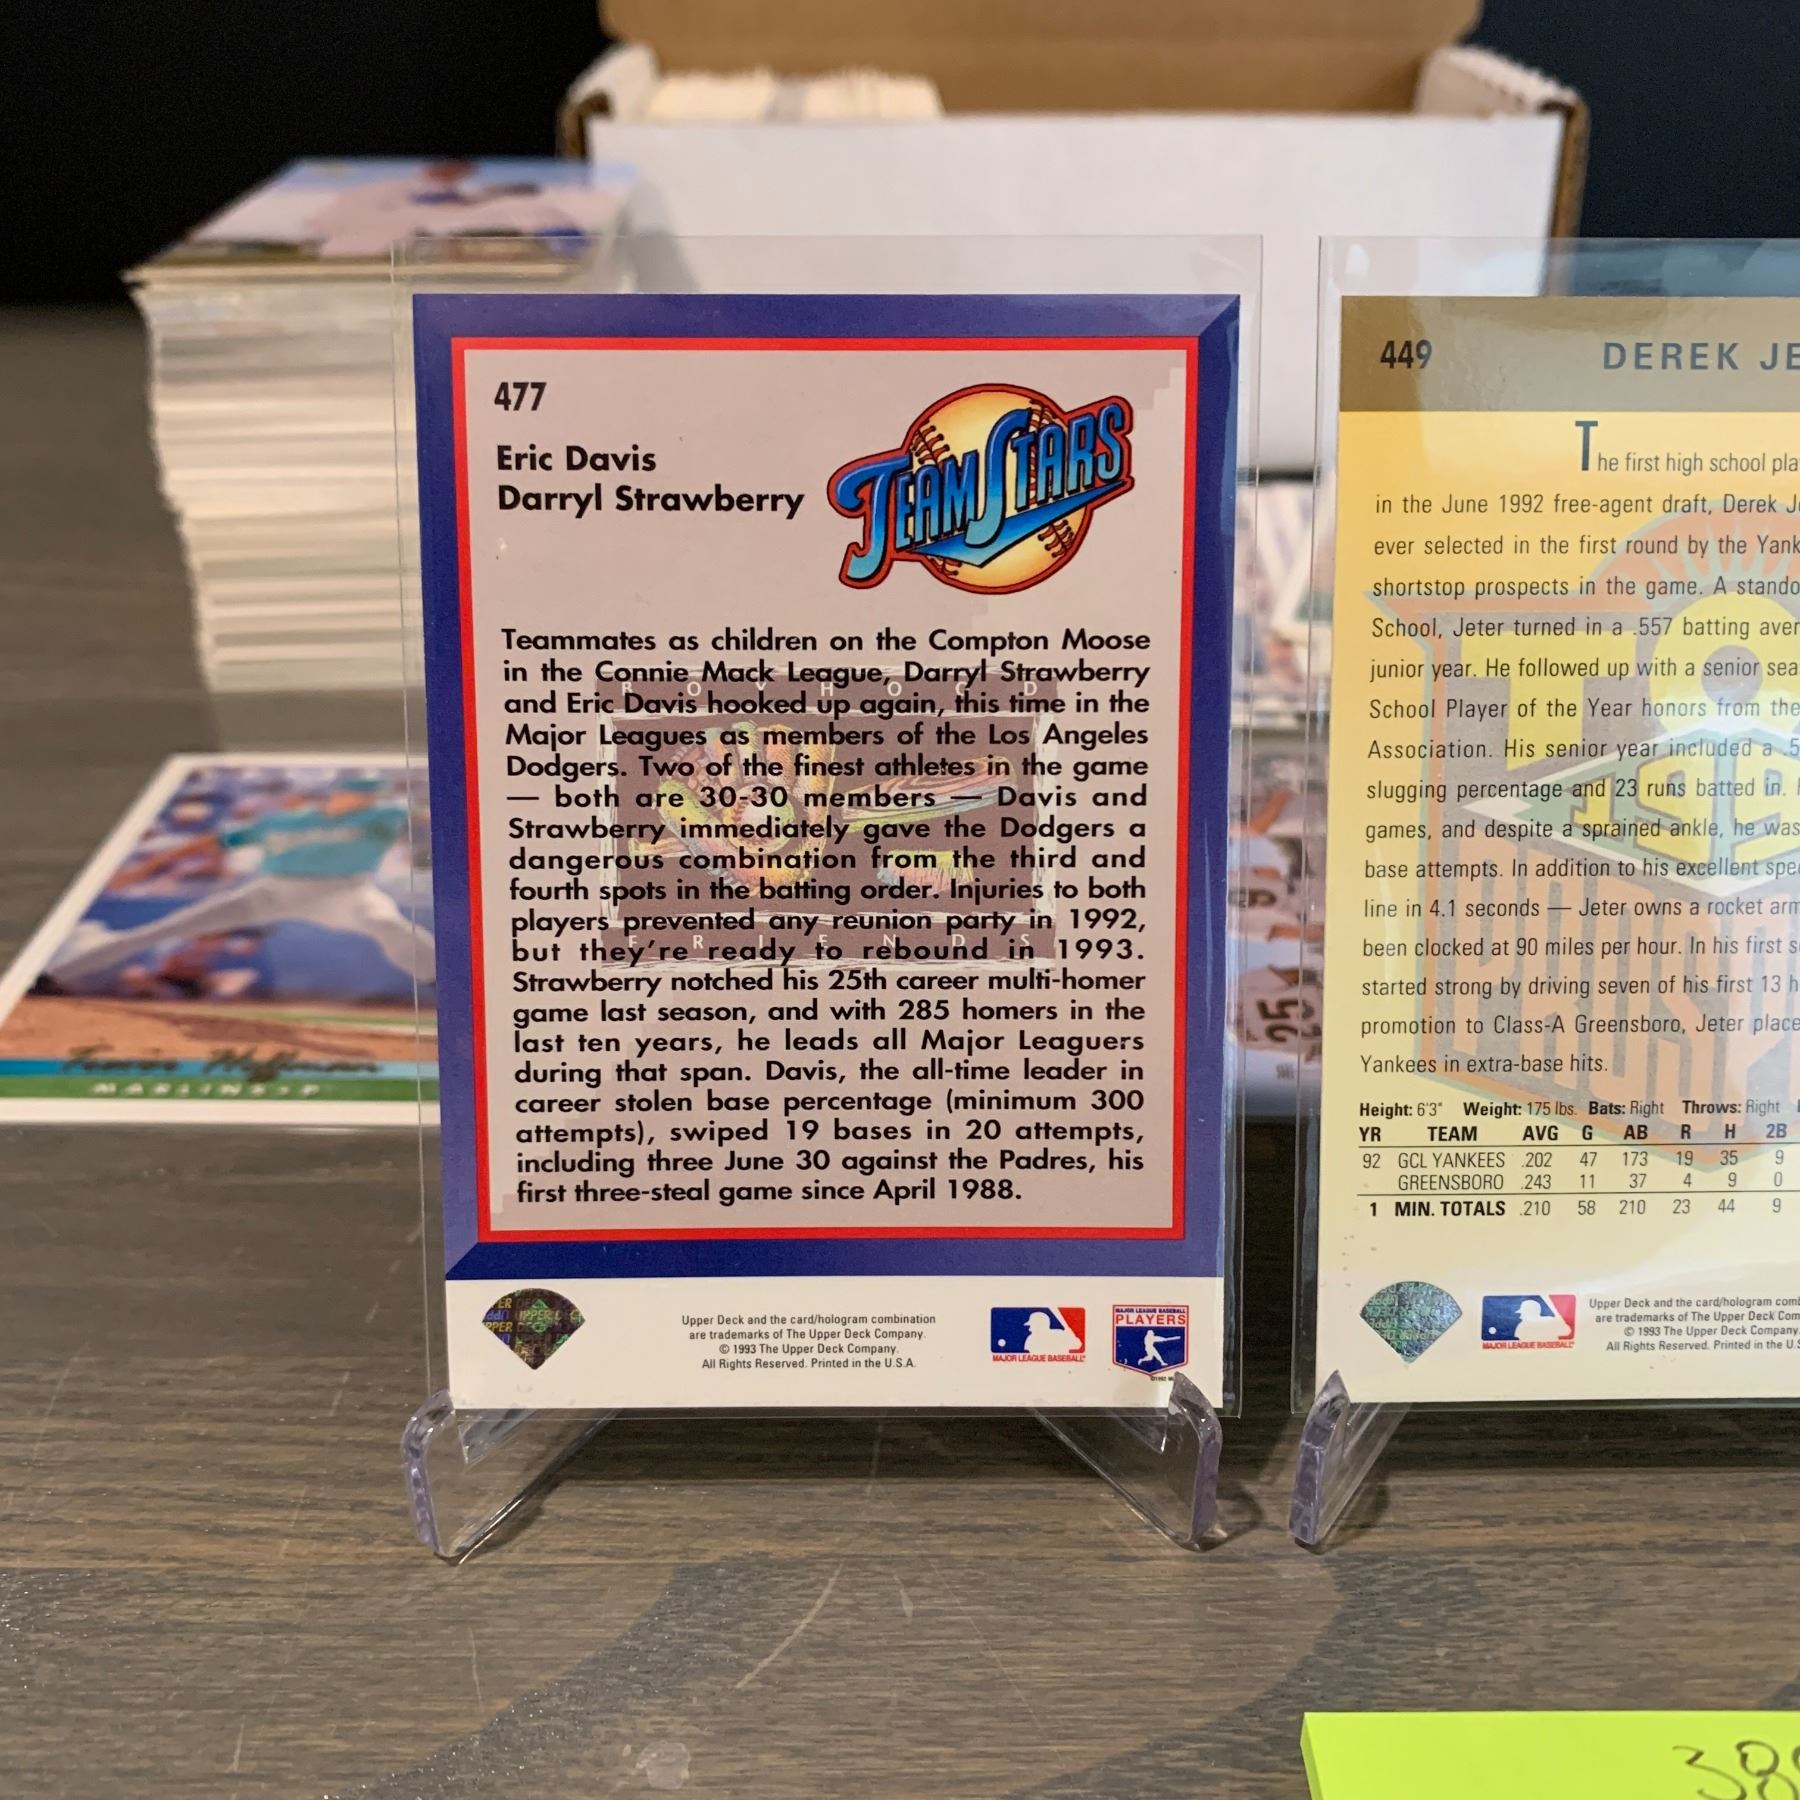 477
Eric Davis
Darryl Strawberry
TEAM STARS
Teammates as children on the Compton Moose
in the Connie Mack League, Darryl Strawberry
and Eric Davis hooked up again, this time in the
Major Leagues as members of the Los Angeles
Dodgers. Two of the finest athletes in the game
— both are 30-30 members — Davis and
Strawberry immediately gave the Dodgers a
dangerous combination from the third and
fourth spots in the batting order. Injuries to both
players prevented any reunion party in 1992,
but they're ready to rebound in 1993.
Strawberry notched his 25th career multi-homer
game last season, and with 285 homers in the
last ten years, he leads all Major Leaguers
during that span. Davis, the all-time leader in
career stolen base percentage (minimum 300
attempts), swiped 19 bases in 20 attempts,
including three June 30 against the Padres, his
first three-steal game since April 1988.
BOYHOOD
FRIENDS
UPPER DECK
Upper Deck and the card/hologram combination
are trademarks of The Upper Deck Company.
© 1993 The Upper Deck Company.
All Rights Reserved. Printed in the U.S.A.
MAJOR LEAGUE BASEBALL
MAJOR LEAGUE BASEBALL
PLAYERS
449
DEREK JE
The first high school pla
in the June 1992 free-agent draft, Derek Je
ever selected in the first round by the Yank
shortstop prospects in the game. A stando
School, Jeter turned in a .557 batting aver
junior year. He followed up with a senior sea
School Player of the Year honors from the
Association. His senior year included a .5
slugging percentage and 23 runs batted in.
games, and despite a sprained ankle, he was
base attempts. In addition to his excellent spe
line in 4.1 seconds — Jeter owns a rocket arm
been clocked at 90 miles per hour. In his first s
started strong by driving seven of his first 13 h
promotion to Class-A Greensboro, Jeter place
Yankees in extra-base hits.
Height: 6'3" Weight: 175 lbs. Bats: Right Throws: Right
YR TEAM AVG G AB R H 2B
92 GCL YANKEES .202 47 173 19 35 9
GREENSBORO .243 11 37 4 9 0
1 MIN. TOTALS .210 58 210 23 44 9
MAJOR LEAGUE BASEBALL
Upper Deck and the card/hologram com
are trademarks of The Upper Deck Com
© 1993 The Upper Deck Company
All Rights Reserved. Printed in the U.S
MARLINS • P
25